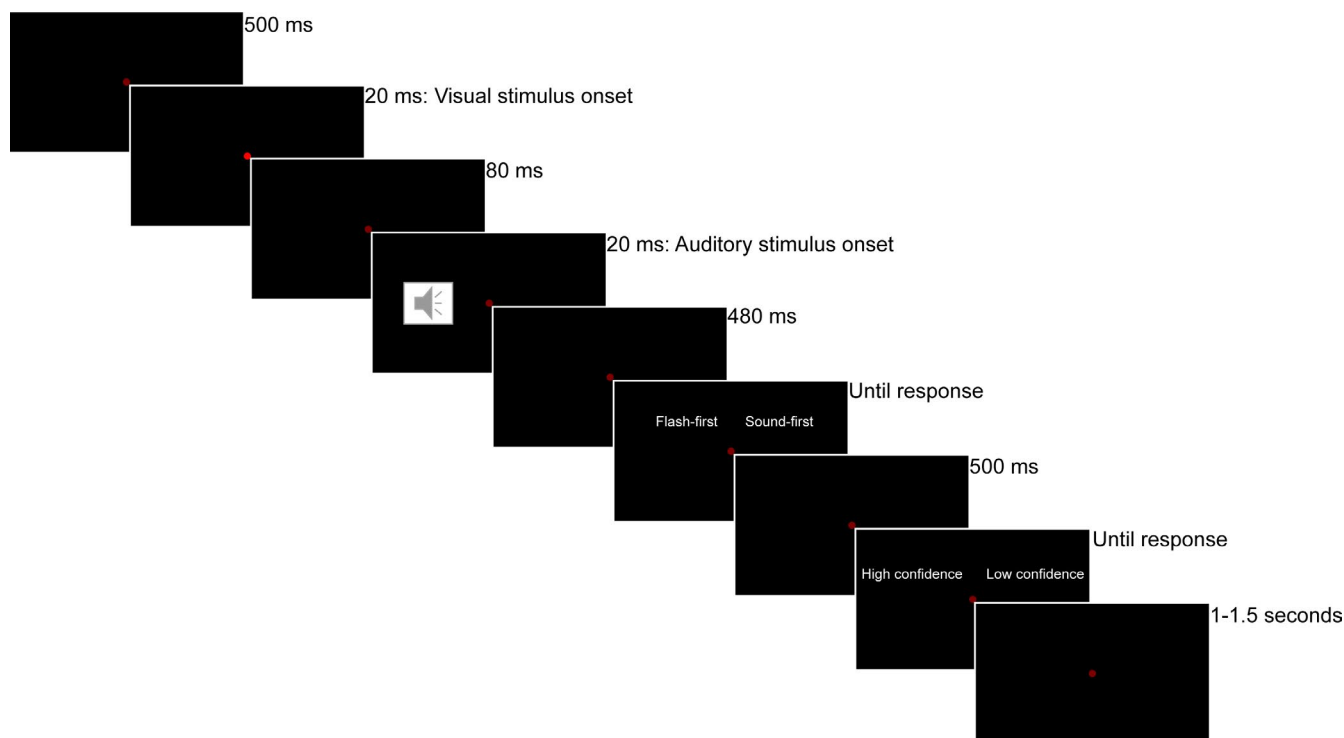 500 ms
20 ms: Visual stimulus onset
80 ms
20 ms: Auditory stimulus onset
480 ms
Until response
Flash-first Sound-first
500 ms
Until response
High confidence Low confidence
1-1.5 seconds